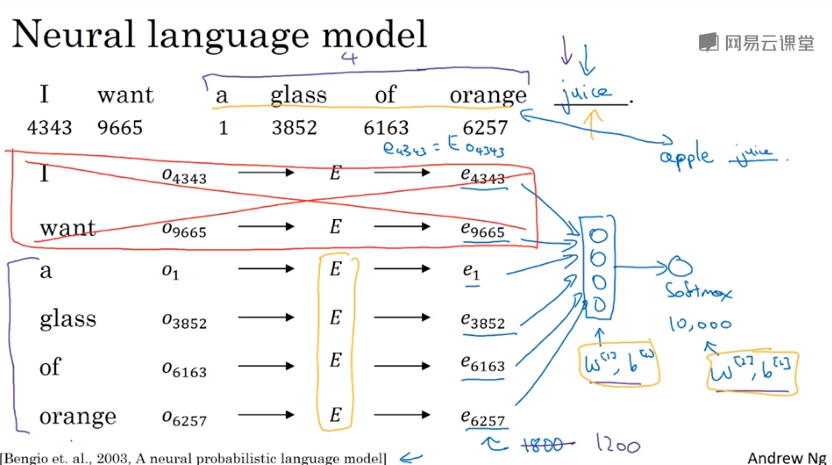 Neural language model
网易云课堂
4
I want a glass of orange juice.
4343 9665 1 3852 6163 6257
e4343 = E o4343
apple juice.
I o4343 → E → e4343
want o9665 → E → e9665
a o1 → E → e1
glass o3852 → E → e3852
of o6163 → E → e6163
orange o6257 → E → e6257
Softmax
10,000
W[1], b[1]
W[2], b[2]
1800 1200
[Bengio et. al., 2003, A neural probabilistic language model]
Andrew Ng